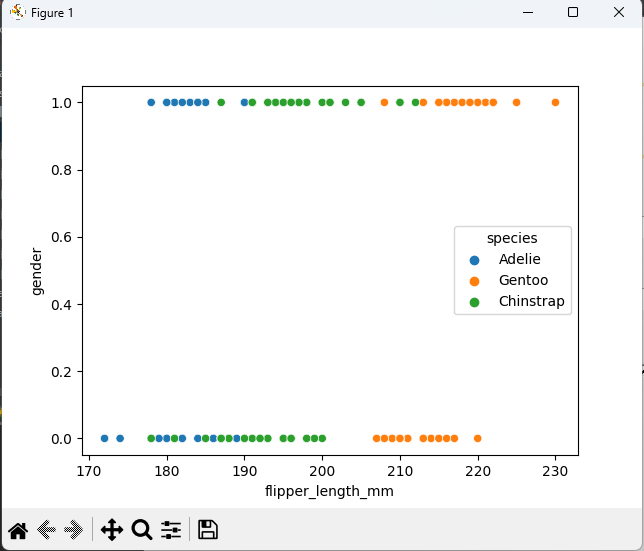 Figure 1
1.0
0.8
0.6
0.4
0.2
0.0
gender
species
Adelie
Gentoo
Chinstrap
170 180 190 200 210 220 230
flipper_length_mm